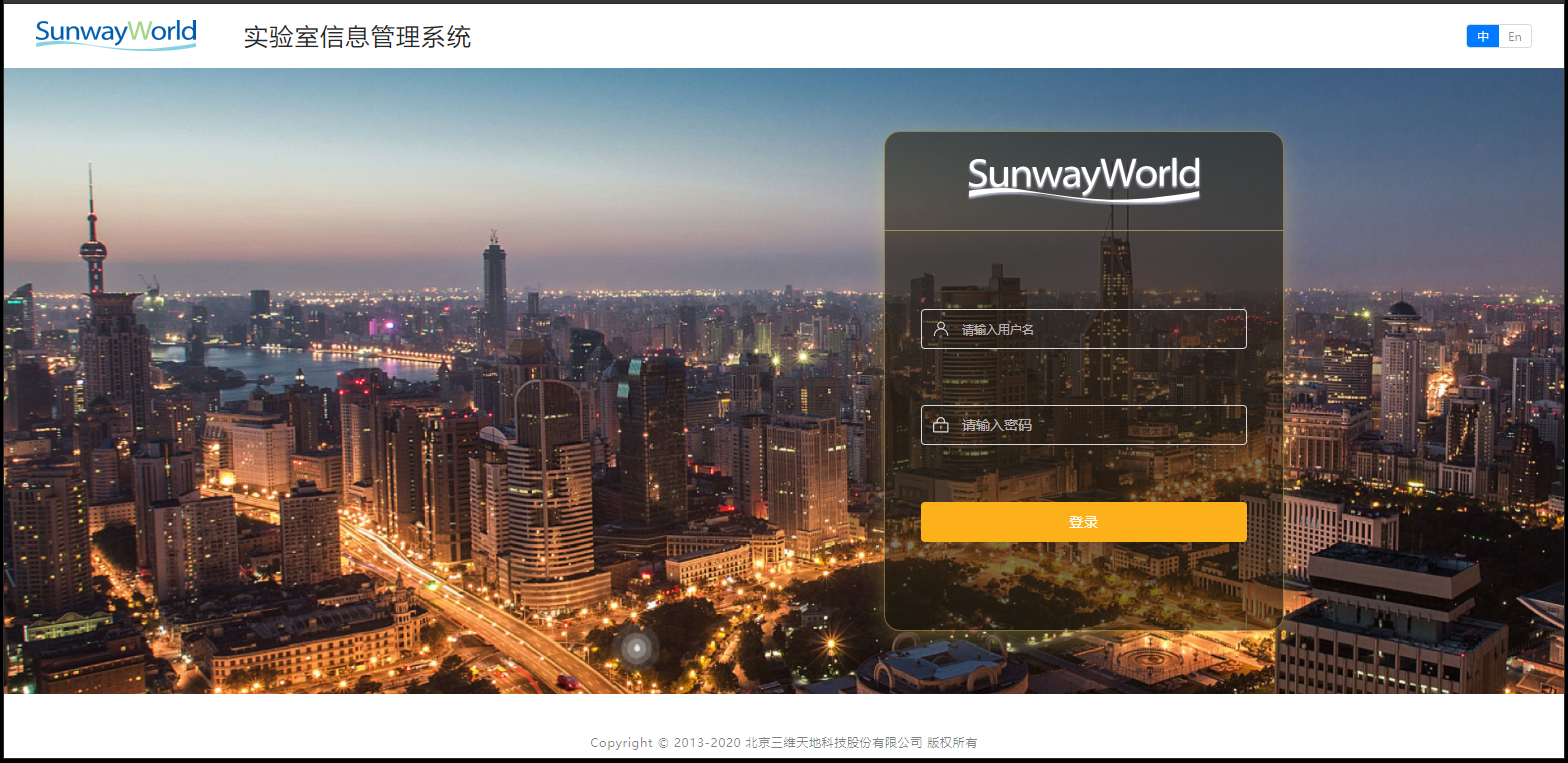 SunwayWorld
实验室信息管理系统
中 En
SunwayWorld
请输入用户名
请输入密码
登录
Copyright © 2013-2020 北京三维天地科技股份有限公司 版权所有